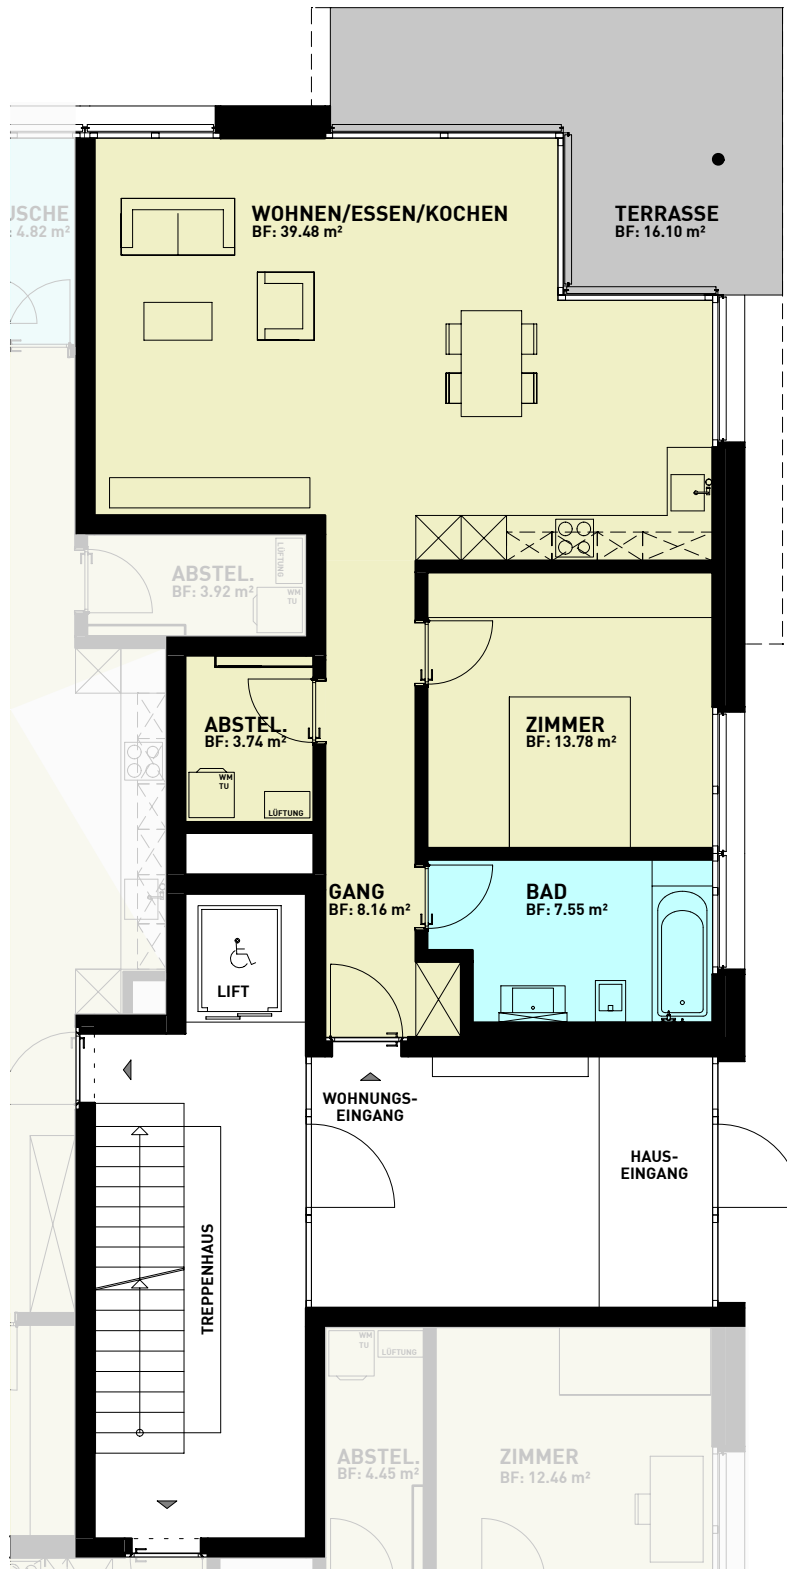 WOHNEN/ESSEN/KOCHEN
BF: 39.48 m²
TERRASSE
BF: 16.10 m²
USCHE
: 4.82 m²
ABSTEL.
BF: 3.92 m²
LÜFTUNG
WM
TU
ABSTEL.
BF: 3.74 m²
WM
TU
LÜFTUNG
ZIMMER
BF: 13.78 m²
GANG
BF: 8.16 m²
BAD
BF: 7.55 m²
LIFT
WOHNUNGS-
EINGANG
HAUS-
EINGANG
TREPPENHAUS
WM
TU
LÜFTUNG
ABSTEL.
BF: 4.45 m²
ZIMMER
BF: 12.46 m²